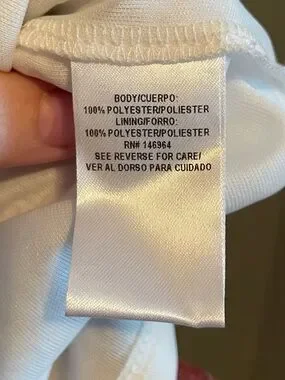 BODY/CUERPO:
100% POLYESTER/POLIESTER
LINING/FORRO:
100% POLYESTER/POLIESTER
RN# 146964
SEE REVERSE FOR CARE/
VER AL DORSO PARA CUIDADO